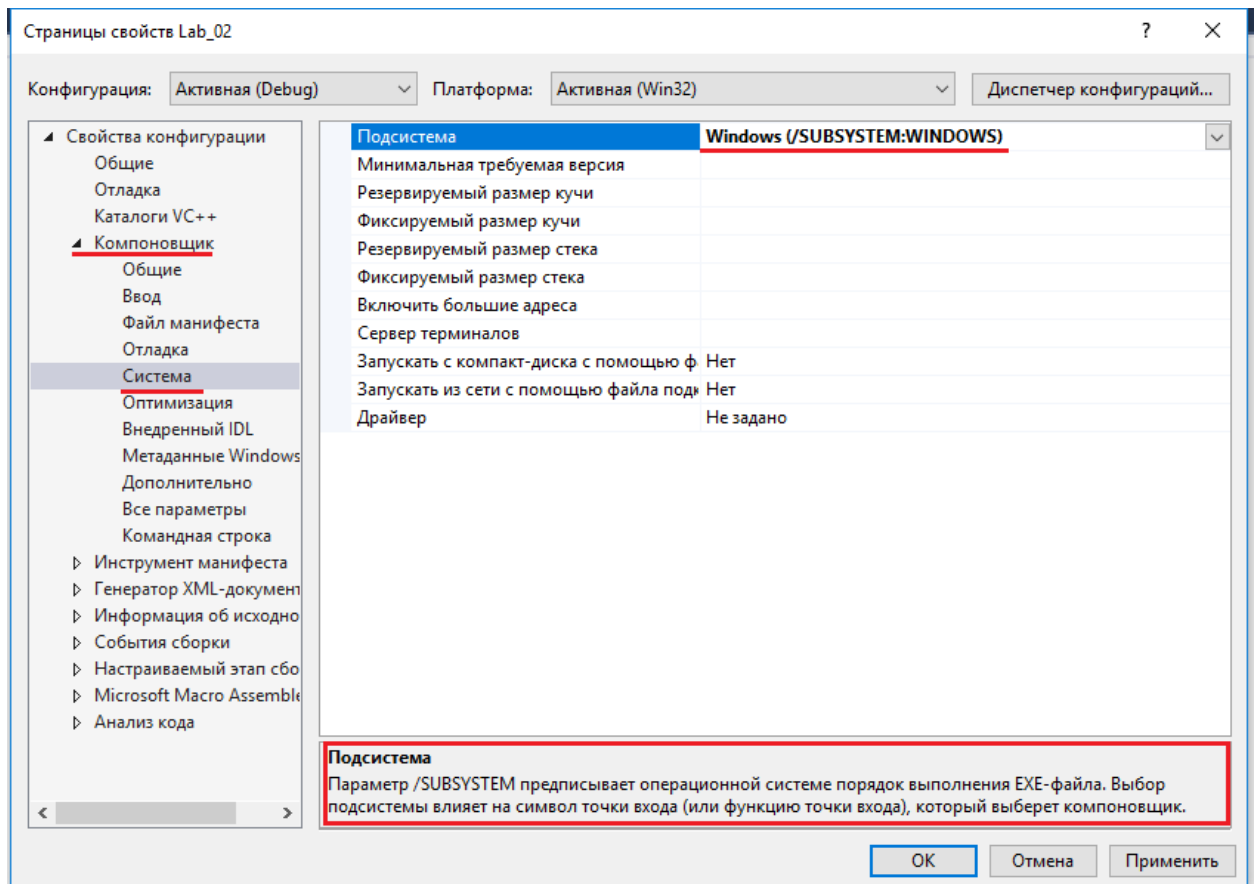 Страницы свойств Lab_02
?
Конфигурация: Активная (Debug) Платформа: Активная (Win32) Диспетчер конфигураций...
Свойства конфигурации
Общие
Отладка
Каталоги VC++
Компоновщик
Общие
Ввод
Файл манифеста
Отладка
Система
Оптимизация
Внедренный IDL
Метаданные Windows
Дополнительно
Все параметры
Командная строка
Инструмент манифеста
Генератор XML-документ
Информация об исходно
События сборки
Настраиваемый этап сбо
Microsoft Macro Assemble
Анализ кода
Подсистема Windows (/SUBSYSTEM:WINDOWS)
Минимальная требуемая версия
Резервируемый размер кучи
Фиксируемый размер кучи
Резервируемый размер стека
Фиксируемый размер стека
Включить большие адреса
Сервер терминалов
Запускать с компакт-диска с помощью ф Нет
Запускать из сети с помощью файла подк Нет
Драйвер Не задано
Подсистема
Параметр /SUBSYSTEM предписывает операционной системе порядок выполнения EXE-файла. Выбор
подсистемы влияет на символ точки входа (или функцию точки входа), который выберет компоновщик.
ОК Отмена Применить